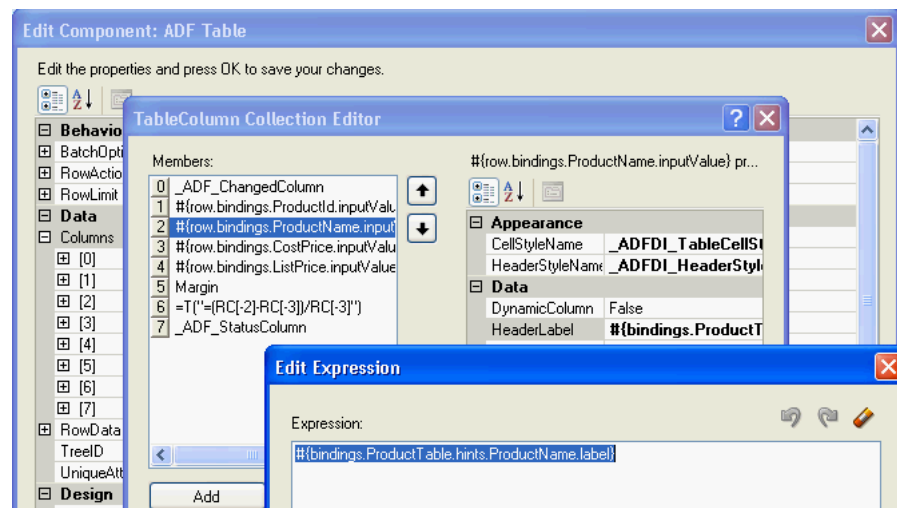 Edit Component: ADF Table
Edit the properties and press OK to save your changes.
TableColumn Collection Editor
Behavio
BatchOpti
RowActio
RowLimit
Data
Columns
[0]
[1]
[2]
[3]
[4]
[5]
[6]
[7]
RowData
TreeID
UniqueAtt
Design
Members:
0 _ADF_ChangedColumn
1 #{row.bindings.ProductId.inputValu
2 #{row.bindings.ProductName.input
3 #{row.bindings.CostPrice.inputValu
4 #{row.bindings.ListPrice.inputValue
5 Margin
6 =T("=(RC[-2]-RC[-3])/RC[-3]")
7 _ADF_StatusColumn
Add
#{row.bindings.ProductName.inputValue} pr...
Appearance
CellStyleName _ADFDI_TableCellSt
HeaderStyleName _ADFDI_HeaderStyl
Data
DynamicColumn False
HeaderLabel #{bindings.ProductT
Edit Expression
Expression:
#{bindings.ProductTable.hints.ProductName.label}